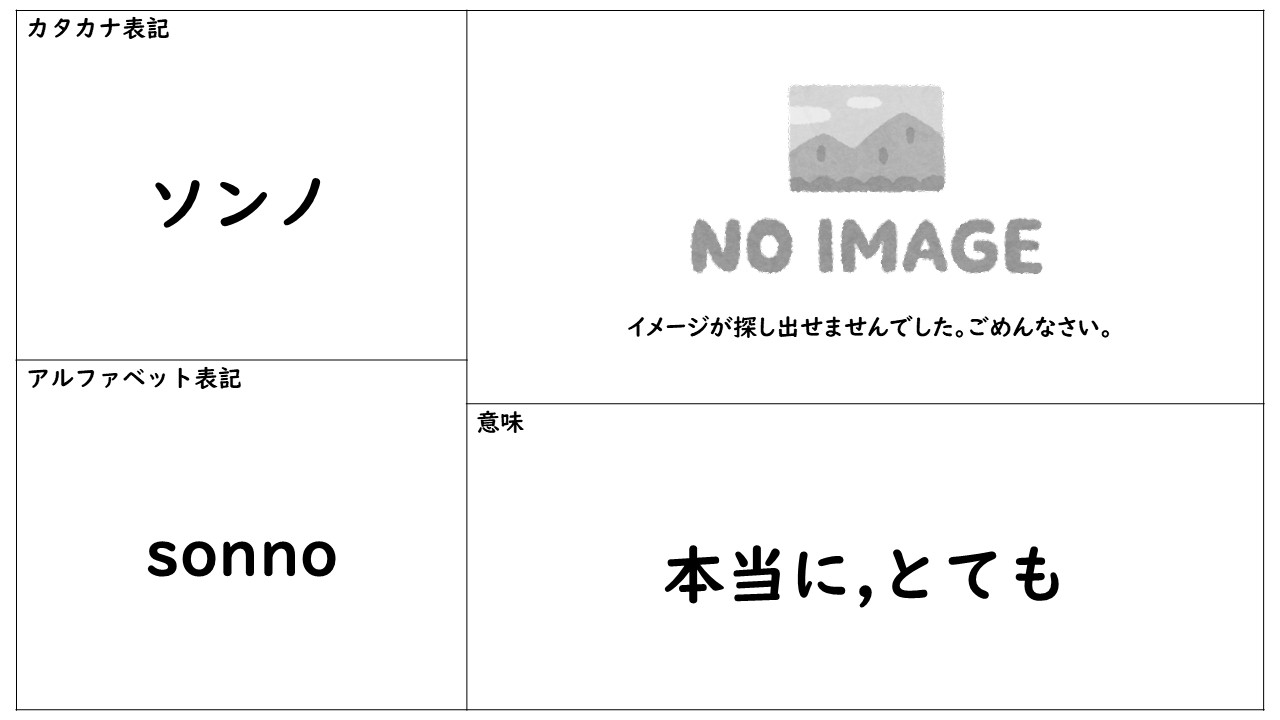 カタカナ表記
ソンノ
アルファベット表記
sonno
NO IMAGE
イメージが探し出せませんでした。ごめんなさい。
意味
本当に,とても